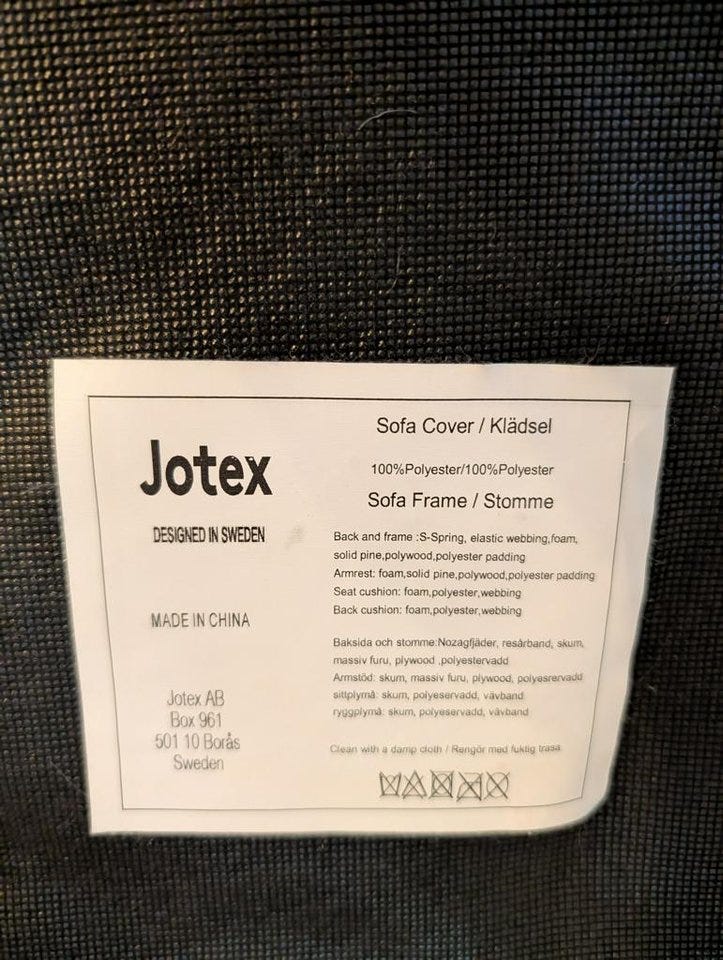 Jotex
DESIGNED IN SWEDEN
MADE IN CHINA
Jotex AB
Box 961
501 10 Borås
Sweden
Sofa Cover / Klädsel
100%Polyester/100%Polyester
Sofa Frame / Stomme
Back and frame :S-Spring, elastic webbing,foam,
solid pine,polywood,polyester padding
Armrest: foam,solid pine,polywood,polyester padding
Seat cushion: foam,polyester,webbing
Back cushion: foam,polyester,webbing
Baksida och stomme:Nozagfjäder, resårband, skum,
massiv furu, plywood ,polyestervadd
Armstöd: skum, massiv furu, plywood, polyesrervadd
sittplymå: skum, polyeservadd, vävband
ryggplymå: skum, polyeservadd, vävband
Clean with a damp cloth / Rengör med fuktig trasa